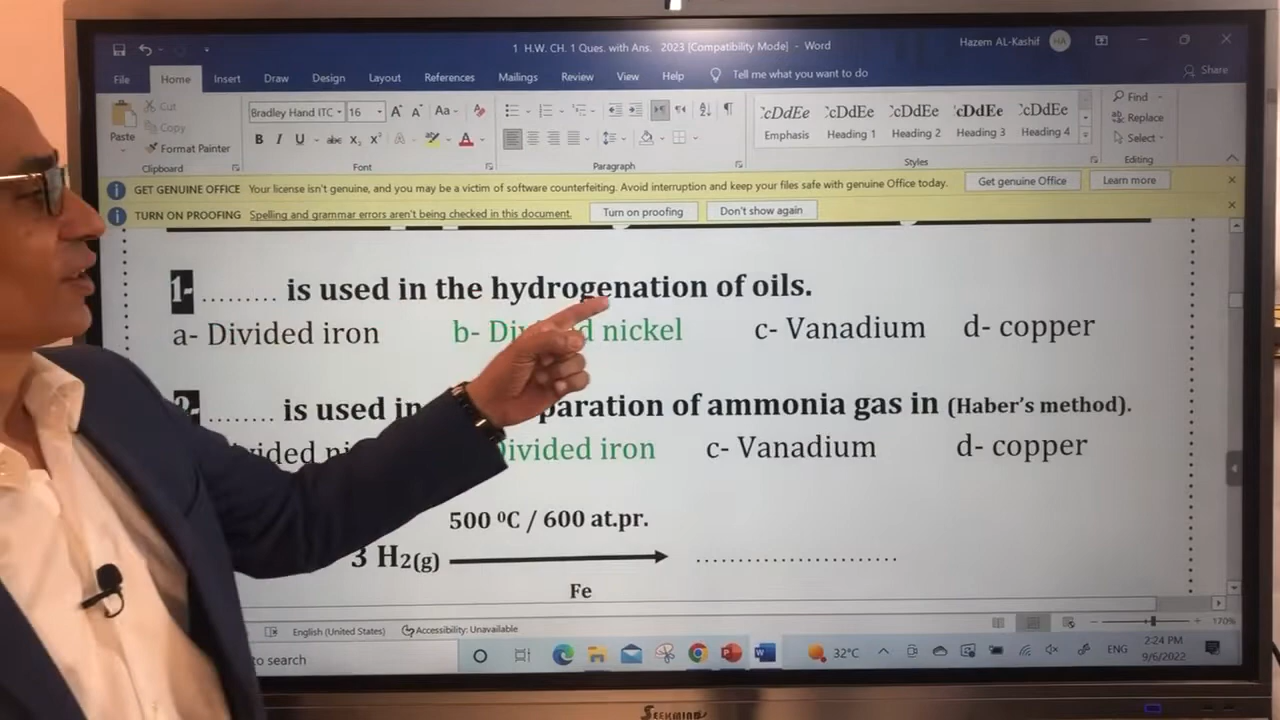 1 H.W. CH. 1 Ques. with Ans. 2023 [Compatibility Mode] - Word
Hazem AL-Kashif HA
File Home Insert Draw Design Layout References Mailings Review View Help Tell me what you want to do Share
Paste
Cut
Copy
Format Painter
Clipboard
Bradley Hand ITC 16
Font
Paragraph
Emphasis Heading 1 Heading 2 Heading 3 Heading 4
Styles
Find
Replace
Select
Editing
GET GENUINE OFFICE Your license isn't genuine, and you may be a victim of software counterfeiting. Avoid interruption and keep your files safe with genuine Office today. Get genuine Office Learn more
TURN ON PROOFING Spelling and grammar errors aren't being checked in this document. Turn on proofing Don't show again
1- ......... is used in the hydrogenation of oils.
a- Divided iron b- nickel c- Vanadium d- copper
2- ......... is used in ammonia gas in (Haber's method).
iron c- Vanadium d- copper
500 ⁰C / 600 at.pr.
3 H2(g)
Fe
English (United States) Accessibility: Unavailable 170%
to search 32°C ENG 2:24 PM
9/6/2022
SEEKMIND